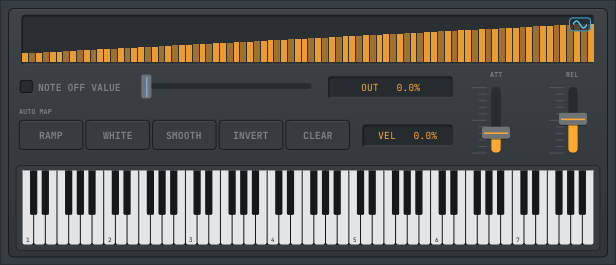 ATT REL
NOTE OFF VALUE OUT 0.0%
AUTO MAP
RAMP WHITE SMOOTH INVERT CLEAR VEL 0.0%
1 2 3 4 5 6 7